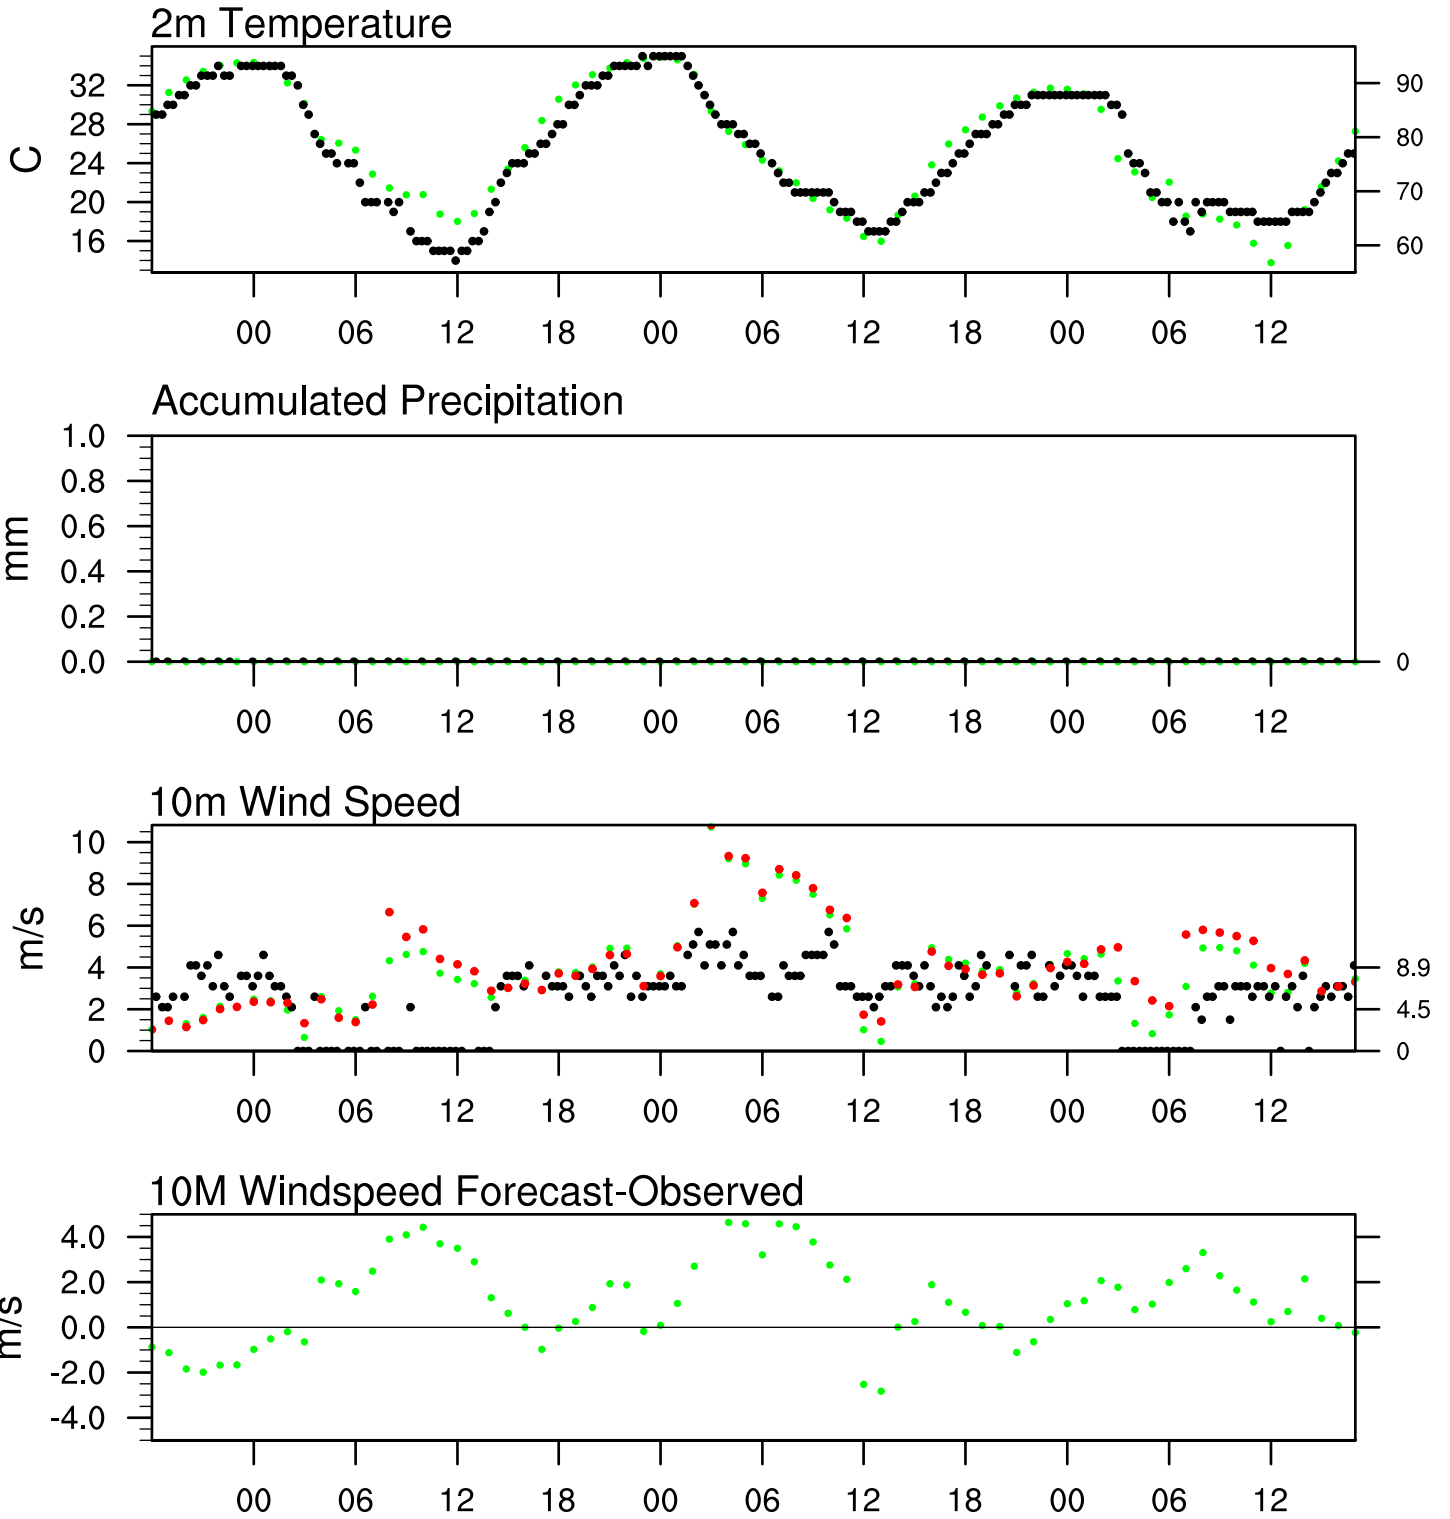 2m Temperature
C
32
28
24
20
16
90
80
70
60
00 06 12 18 00 06 12 18 00 06 12
Accumulated Precipitation
mm
1.0
0.8
0.6
0.4
0.2
0.0
0
00 06 12 18 00 06 12 18 00 06 12
10m Wind Speed
m/s
10
8
6
4
2
0
8.9
4.5
0
00 06 12 18 00 06 12 18 00 06 12
10M Windspeed Forecast-Observed
m/s
4.0
2.0
0.0
-2.0
-4.0
00 06 12 18 00 06 12 18 00 06 12